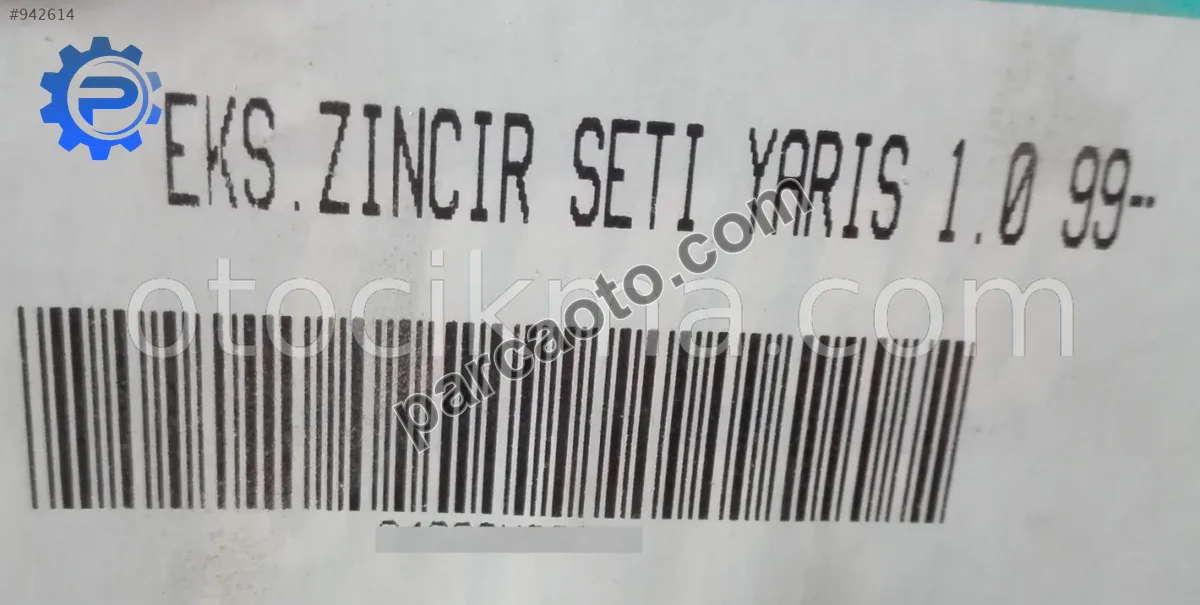 #942614
EKS.ZINCIR SETI YARIS 1.0 99-
otocikma.com
parcaoto.com